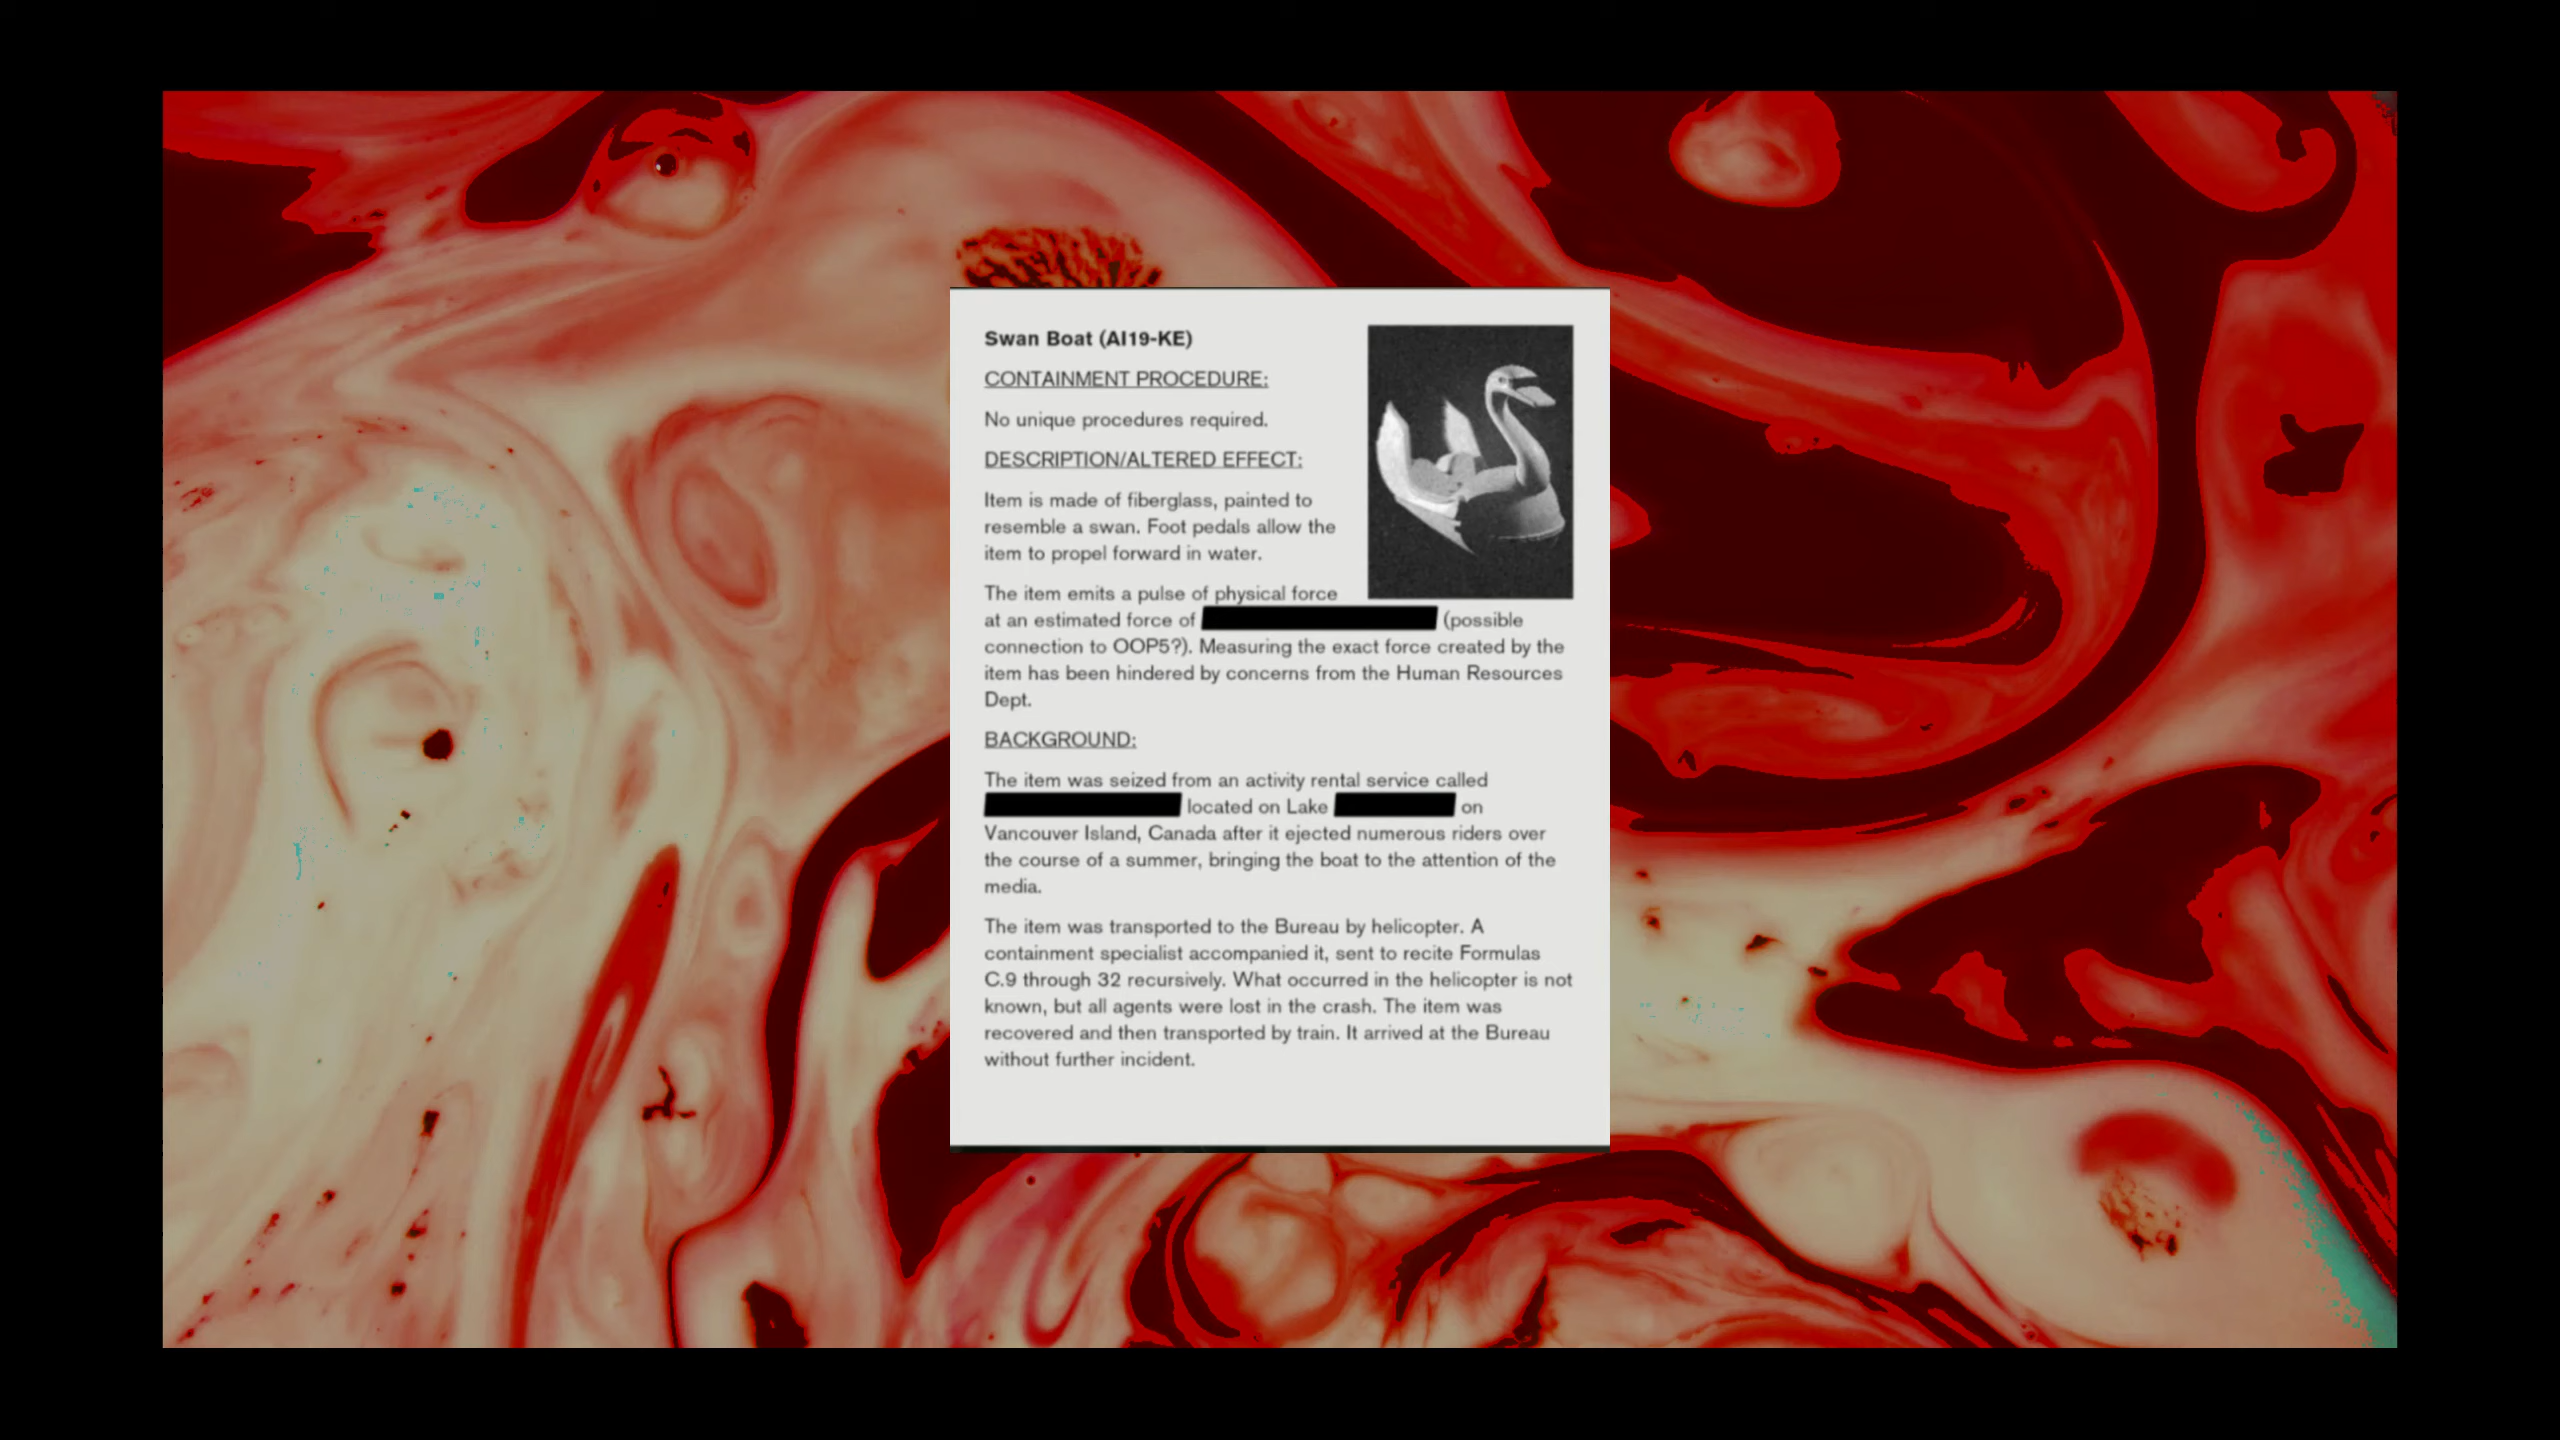 Swan Boat (AI19-KE)
CONTAINMENT PROCEDURE:
No unique procedures required.
DESCRIPTION/ALTERED EFFECT:
Item is made of fiberglass, painted to
resemble a swan. Foot pedals allow the
item to propel forward in water.
The item emits a pulse of physical force
at an estimated force of (possible
connection to OOP5?). Measuring the exact force created by the
item has been hindered by concerns from the Human Resources
Dept.
BACKGROUND:
The item was seized from an activity rental service called
located on Lake on
Vancouver Island, Canada after it ejected numerous riders over
the course of a summer, bringing the boat to the attention of the
media.
The item was transported to the Bureau by helicopter. A
containment specialist accompanied it, sent to recite Formulas
C.9 through 32 recursively. What occurred in the helicopter is not
known, but all agents were lost in the crash. The item was
recovered and then transported by train. It arrived at the Bureau
without further incident.